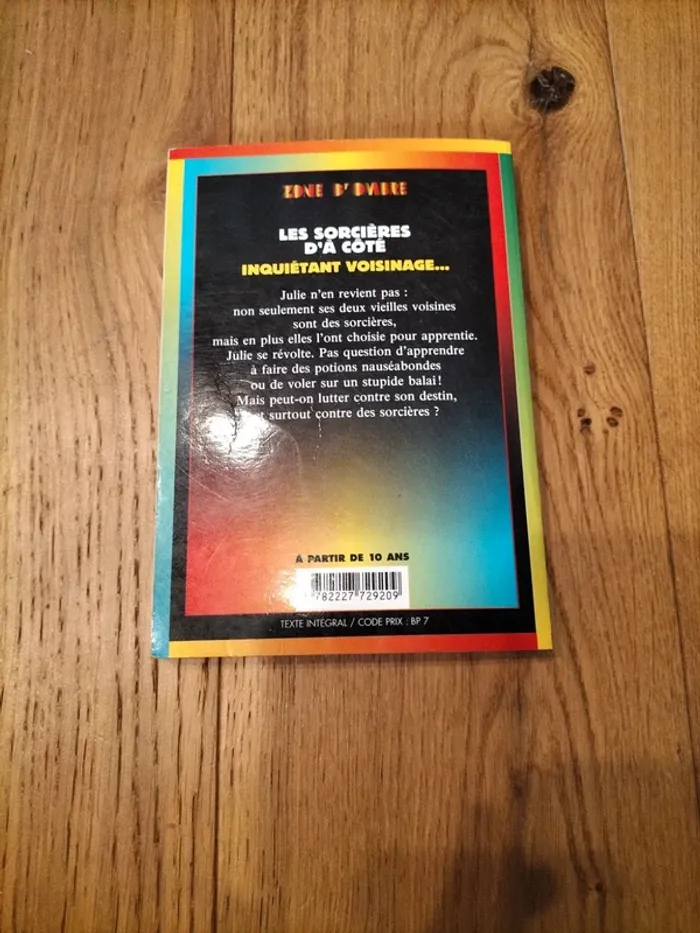 ZONE D'OMBRE
LES SORCIÈRES
D'À CÔTÉ
INQUIÉTANT VOISINAGE...
Julie n'en revient pas :
non seulement ses deux vieilles voisines
sont des sorcières,
mais en plus elles l'ont choisie pour apprentie.
Julie se révolte. Pas question d'apprendre
à faire des potions nauséabondes
ou de voler sur un stupide balai !
Mais peut-on lutter contre son destin,
et surtout contre des sorcières ?
À PARTIR DE 10 ANS
782227 729209
TEXTE INTÉGRAL / CODE PRIX : BP 7